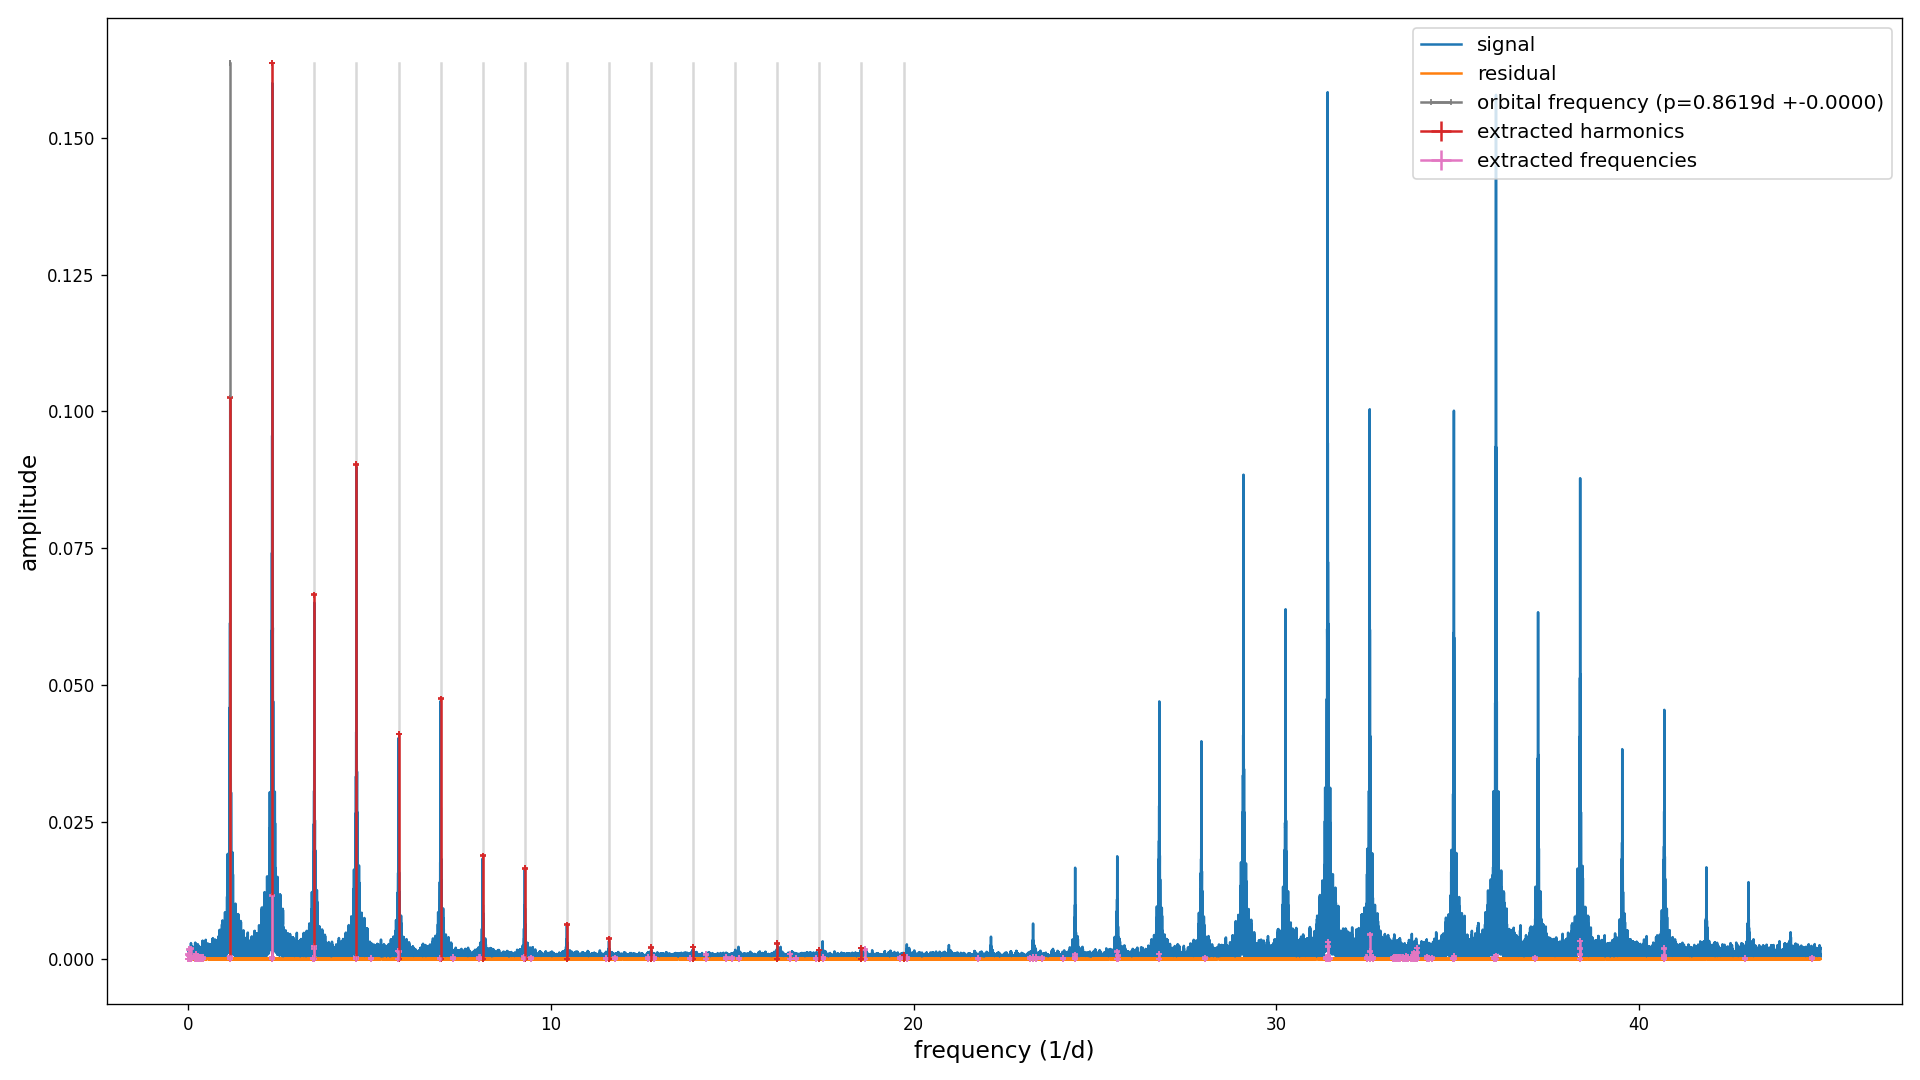 signal
residual
orbital frequency (p=0.8619d +-0.0000)
extracted harmonics
extracted frequencies
0.150
0.125
0.100
0.075
0.050
0.025
0.000
amplitude
0 10 20 30 40
frequency (1/d)